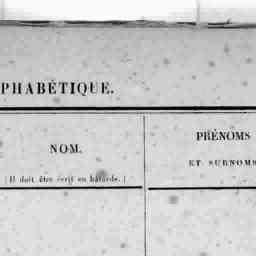 PHABÉTIQUE.
NOM.
(Il doit être écrit en bâtarde.)
PRÉNOMS
ET SURNOMS